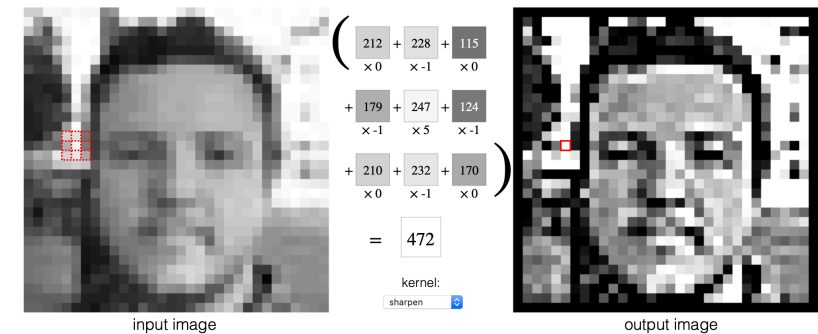 ( 212 + 228 + 115
× 0 × -1 × 0
+ 179 + 247 + 124
× -1 × 5 × -1
+ 210 + 232 + 170 )
× 0 × -1 × 0
= 472
kernel:
sharpen
input image
output image